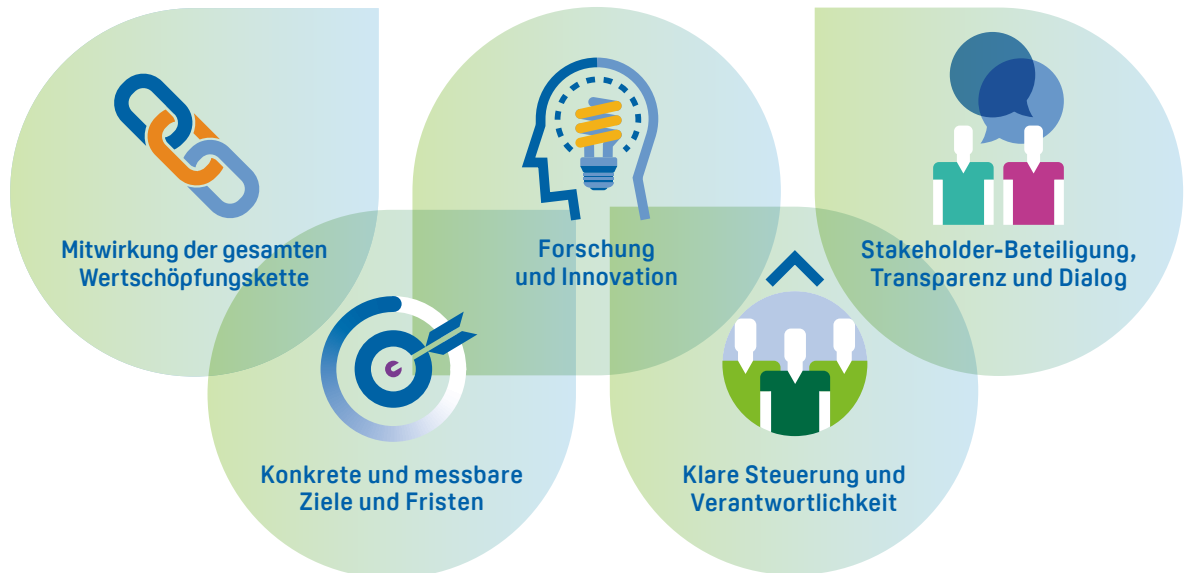 Mitwirkung der gesamten
Wertschöpfungskette
Forschung
und Innovation
Stakeholder-Beteiligung,
Transparenz und Dialog
Konkrete und messbare
Ziele und Fristen
Klare Steuerung und
Verantwortlichkeit